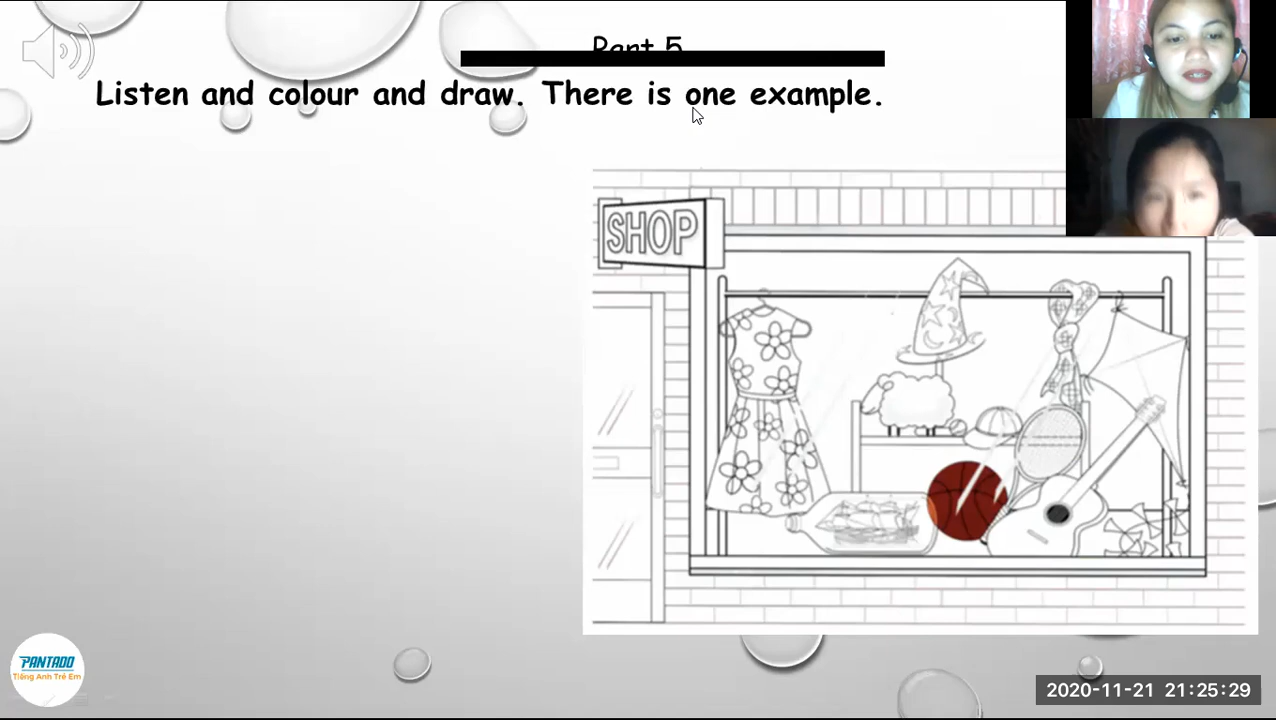 Part 5
Listen and colour and draw. There is one example.
SHOP
PANTADO
Tiếng Anh Trẻ Em
2020-11-21 21:25:29